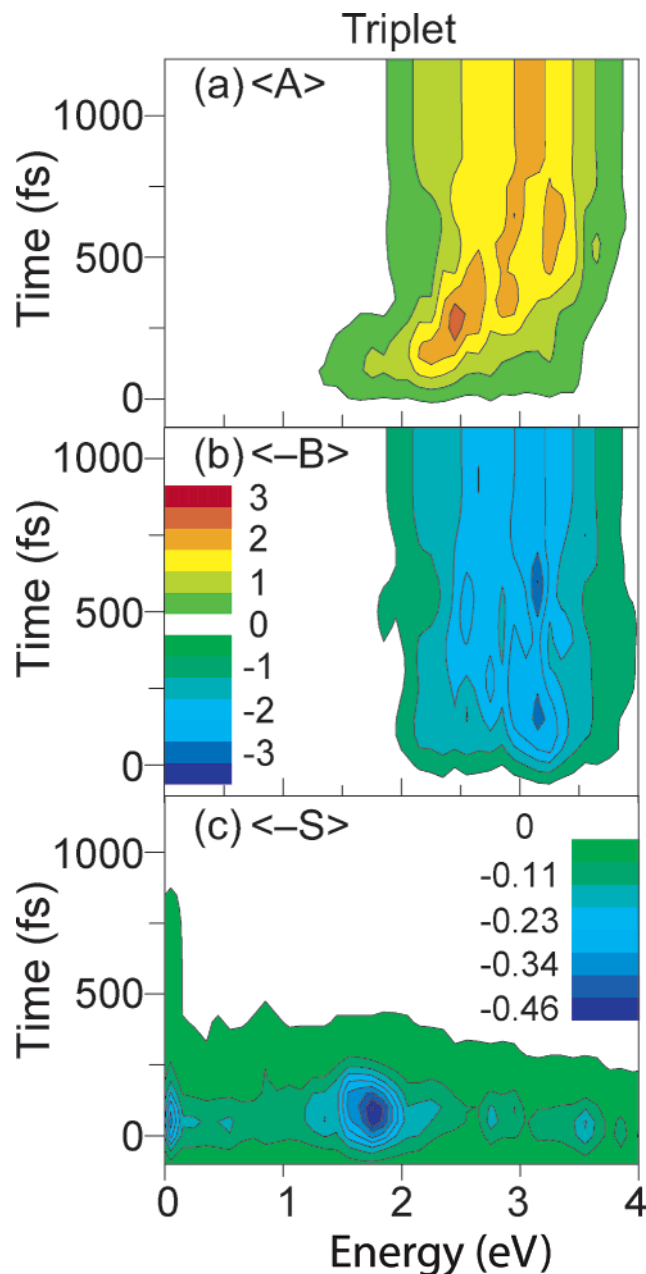 Triplet
(a) <A>
Time (fs)
1000
500
0
(b) <–B>
Time (fs)
1000
500
0
3
2
1
0
-1
-2
-3
(c) <–S>
Time (fs)
1000
500
0
0
-0.11
-0.23
-0.34
-0.46
0 1 2 3 4
Energy (eV)